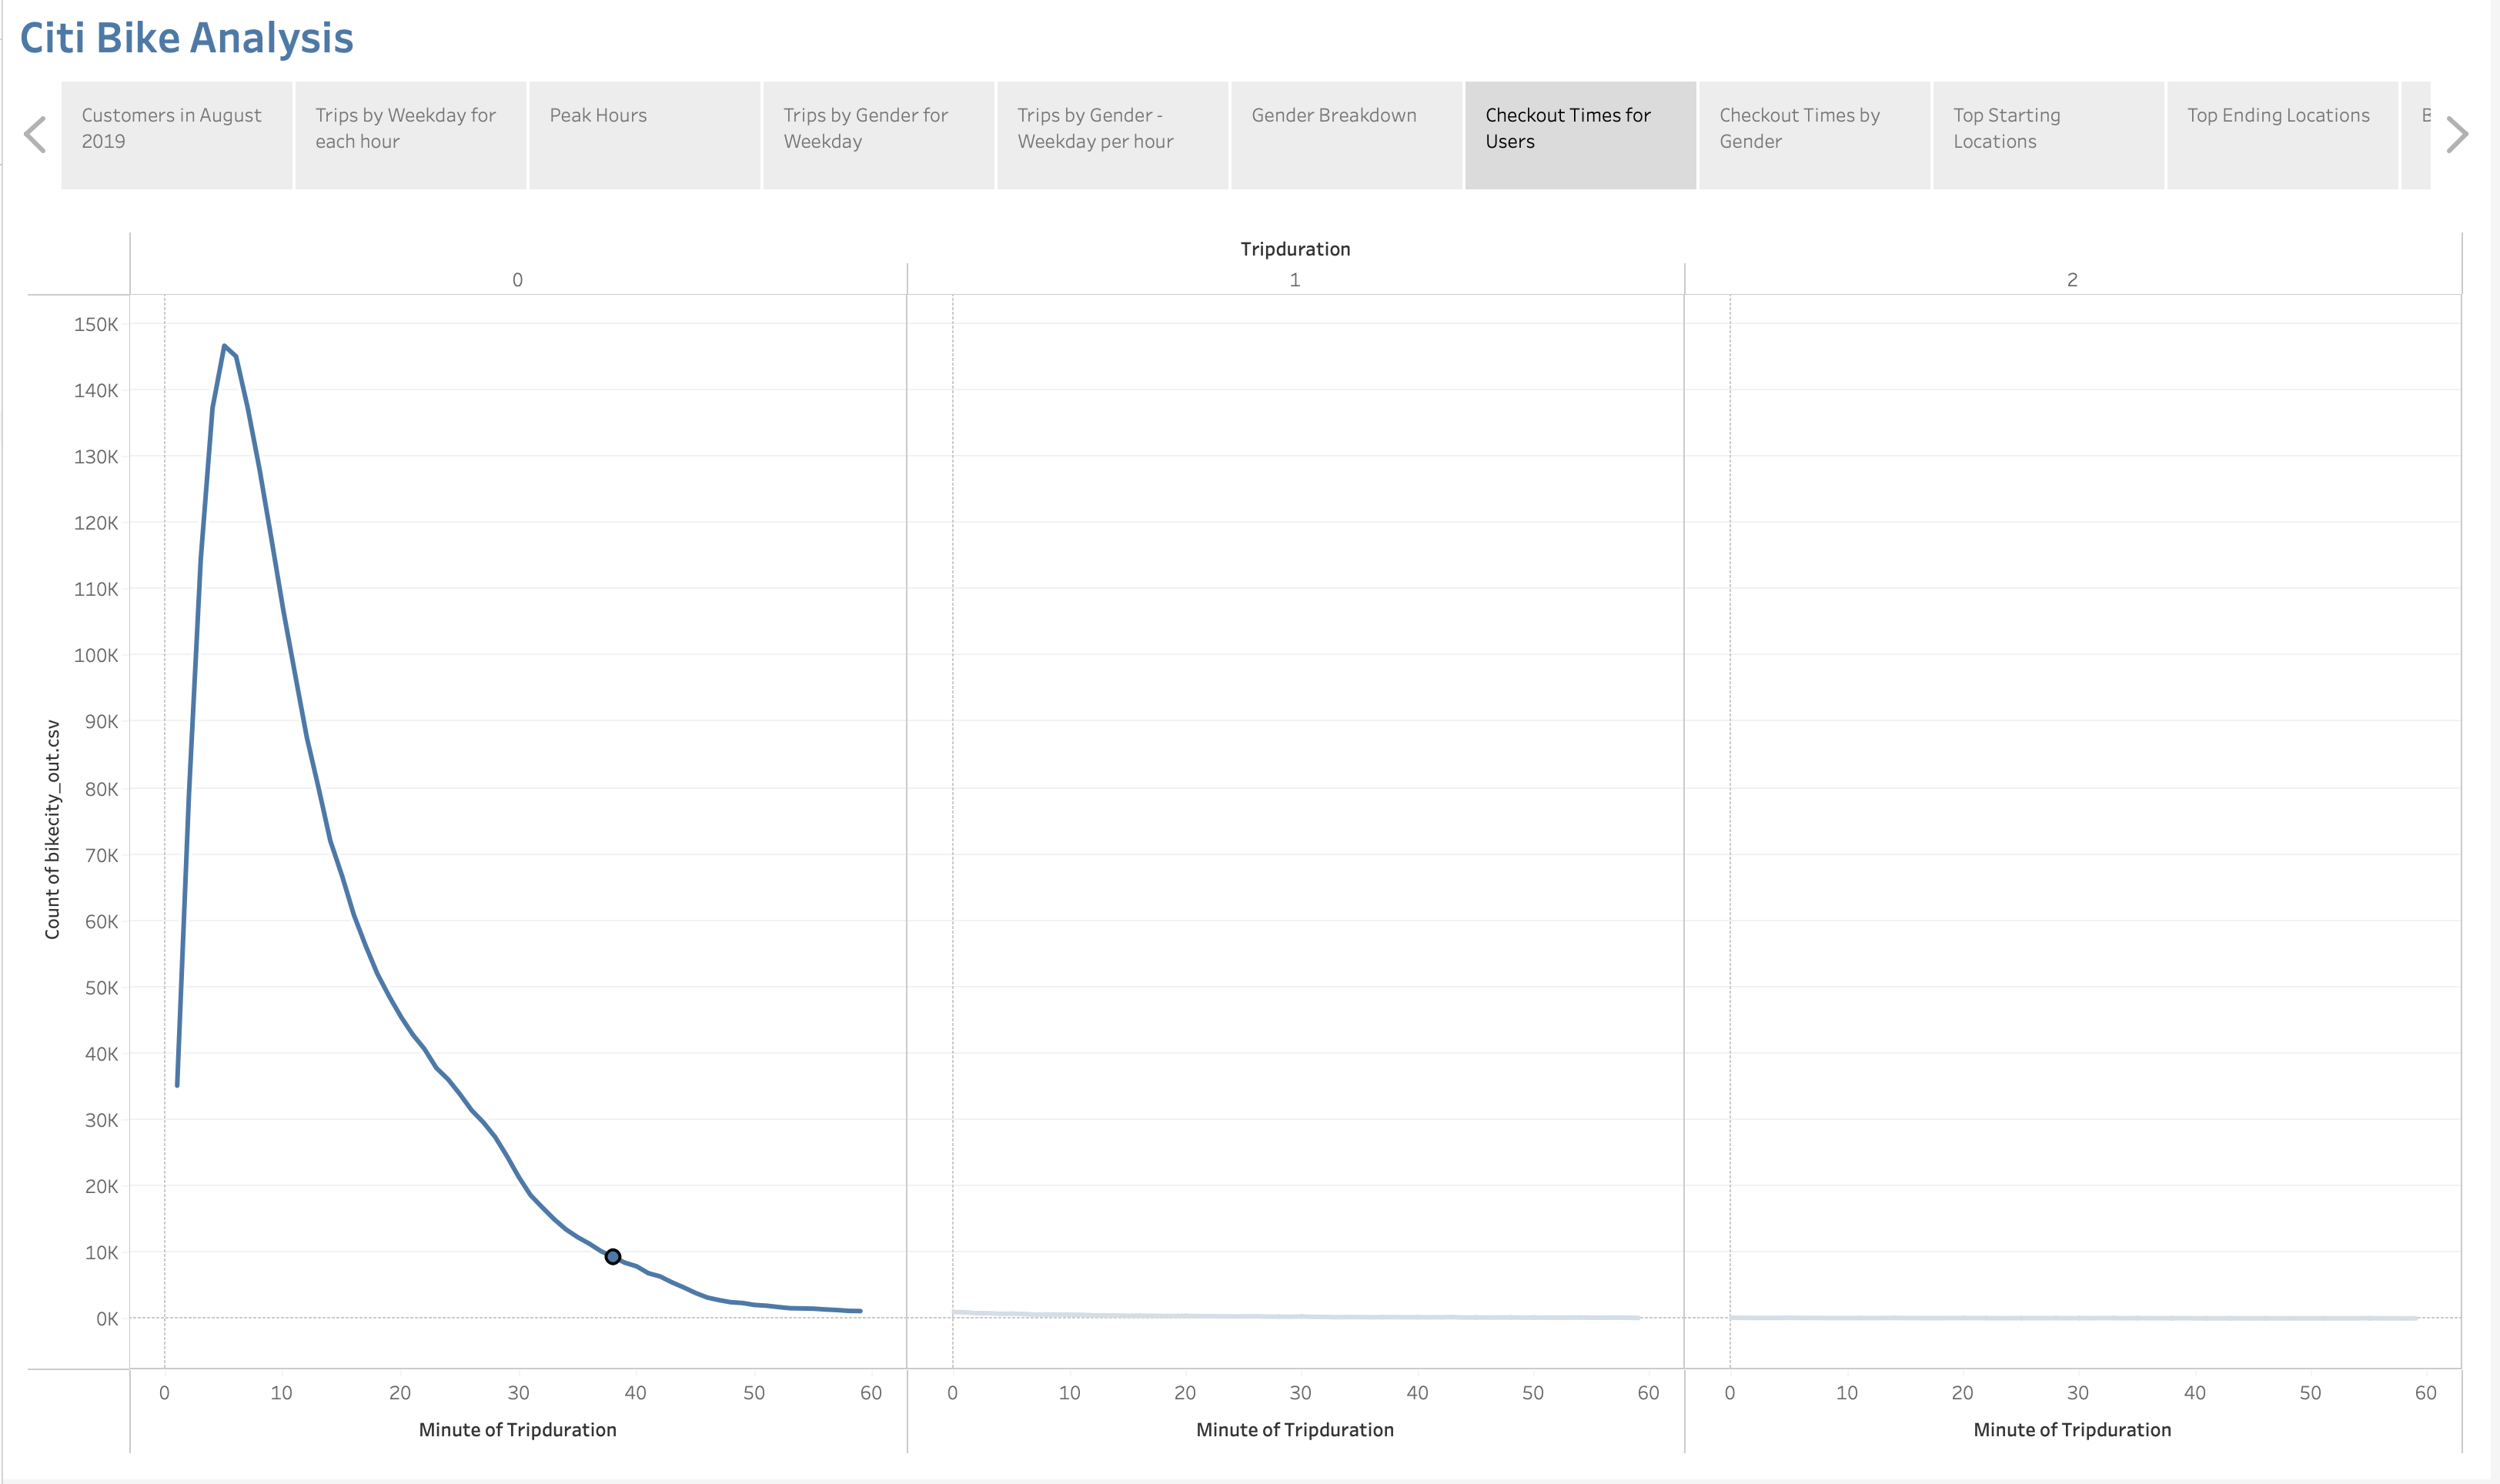 Citi Bike Analysis
Customers in August
2019
Trips by Weekday for
each hour
Peak Hours
Trips by Gender for
Weekday
Trips by Gender -
Weekday per hour
Gender Breakdown
Checkout Times for
Users
Checkout Times by
Gender
Top Starting
Locations
Top Ending Locations
Tripduration
0 1 2
150K
140K
130K
120K
110K
100K
90K
80K
70K
60K
50K
40K
30K
20K
10K
0K
Count of bikecity_out.csv
0 10 20 30 40 50 60 0 10 20 30 40 50 60 0 10 20 30 40 50 60
Minute of Tripduration Minute of Tripduration Minute of Tripduration